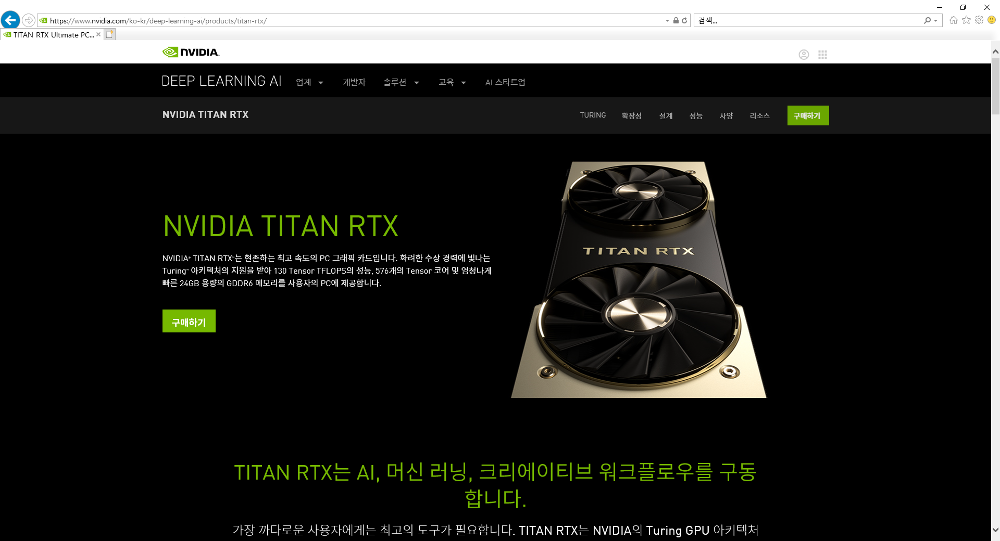 https://www.nvidia.com/ko-kr/deep-learning-ai/products/titan-rtx/
검색...
TITAN RTX Ultimate PC...
NVIDIA.
DEEP LEARNING AI 업계 개발자 솔루션 교육 AI 스타트업
NVIDIA TITAN RTX TURING 확장성 설계 성능 사양 리소스 구매하기
NVIDIA TITAN RTX
NVIDIA® TITAN RTX™는 현존하는 최고 속도의 PC 그래픽 카드입니다. 화려한 수상 경력에 빛나는
Turing™ 아키텍처의 지원을 받아 130 Tensor TFLOPS의 성능, 576개의 Tensor 코어 및 엄청나게
빠른 24GB 용량의 GDDR6 메모리를 사용자의 PC에 제공합니다.
구매하기
TITAN RTX
TITAN RTX는 AI, 머신 러닝, 크리에이티브 워크플로우를 구동
합니다.
가장 까다로운 사용자에게는 최고의 도구가 필요합니다. TITAN RTX는 NVIDIA의 Turing GPU 아키텍처